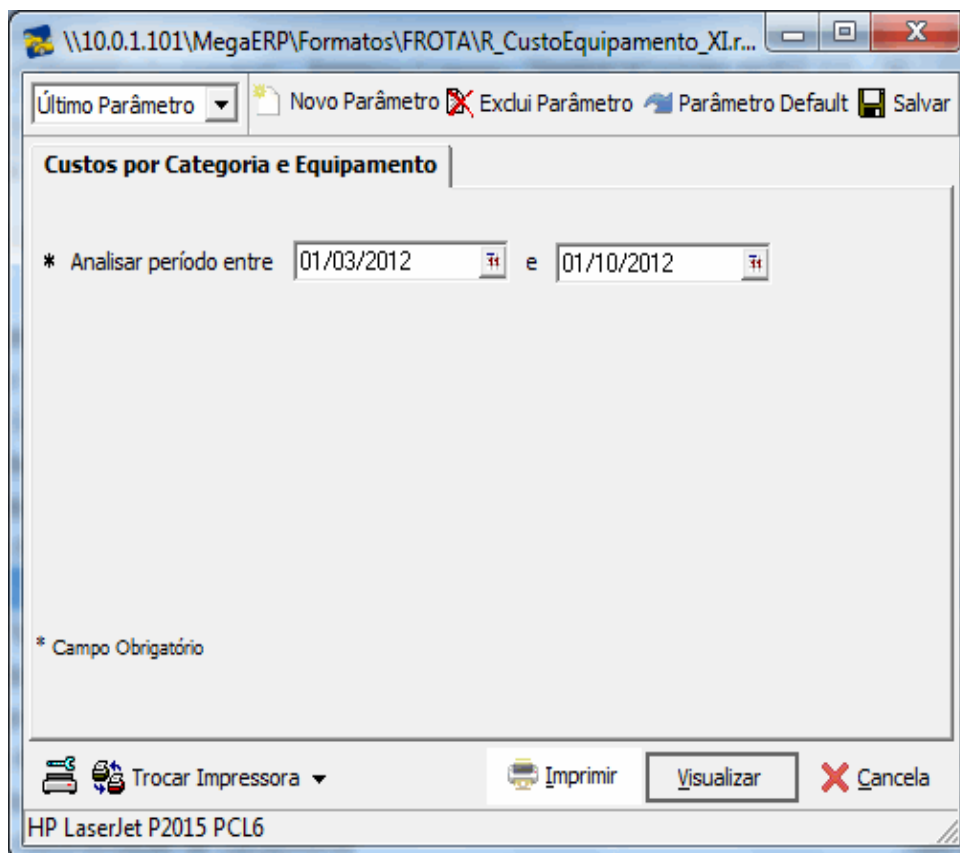 \\10.0.1.101\MegaERP\Formatos\FROTA\R_CustoEquipamento_XI.r...
Último Parâmetro Novo Parâmetro Exclui Parâmetro Parâmetro Default Salvar
Custos por Categoria e Equipamento
* Analisar período entre 01/03/2012 e 01/10/2012
* Campo Obrigatório
Trocar Impressora Imprimir Visualizar Cancela
HP LaserJet P2015 PCL6